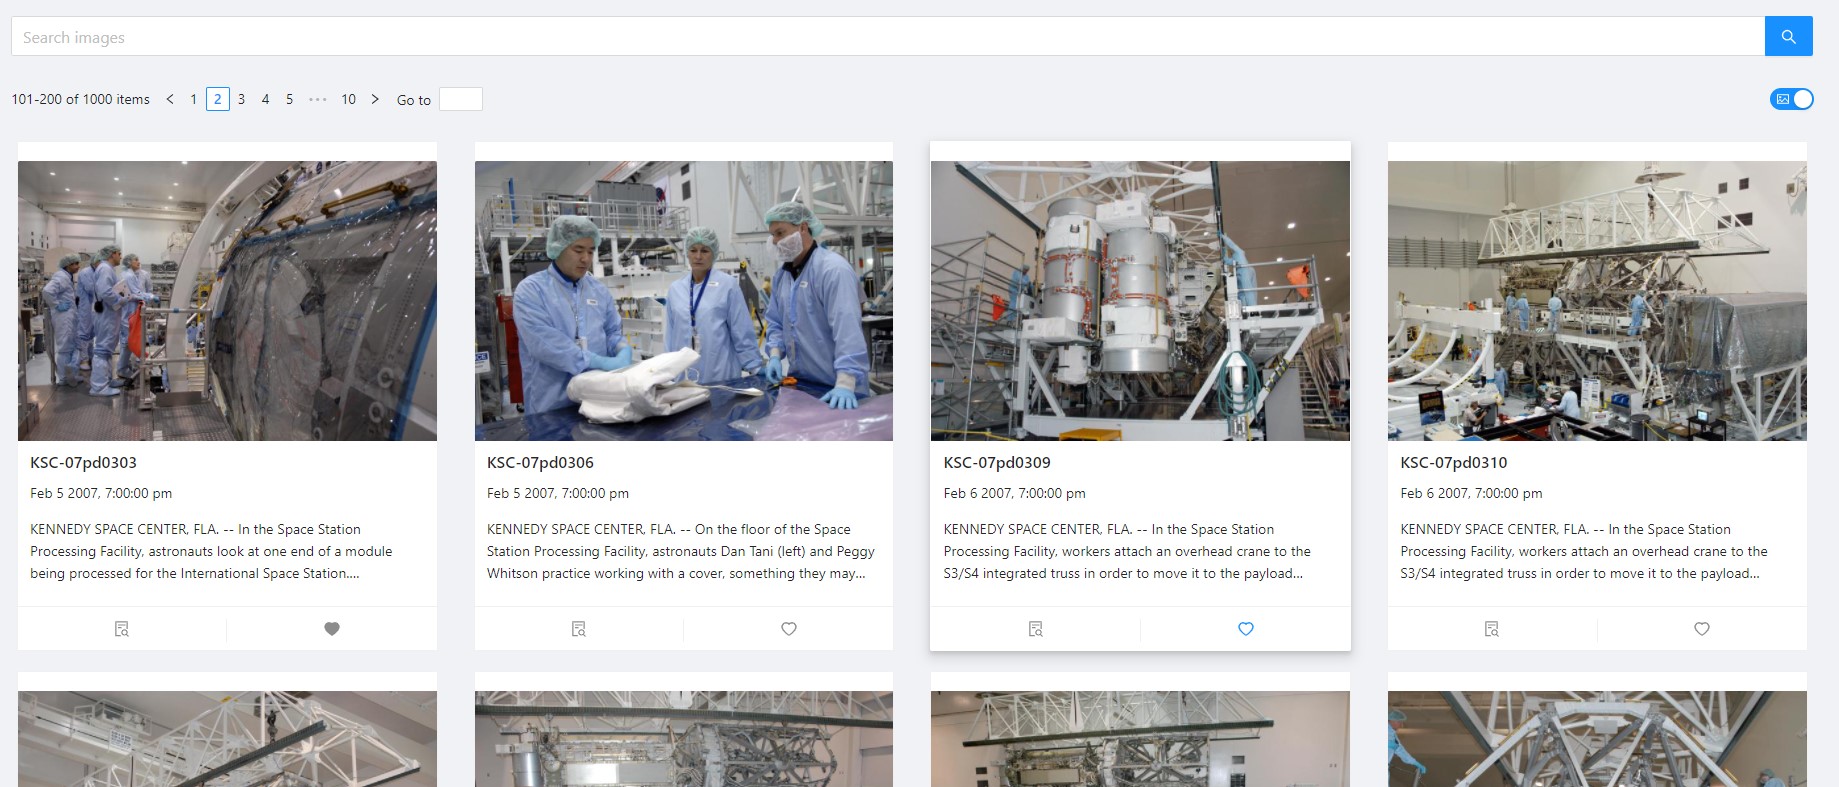 Search images
101-200 of 1000 items < 1 2 3 4 5 ••• 10 > Go to
KSC-07pd0303
Feb 5 2007, 7:00:00 pm
KENNEDY SPACE CENTER, FLA. -- In the Space Station
Processing Facility, astronauts look at one end of a module
being processed for the International Space Station....
KSC-07pd0306
Feb 5 2007, 7:00:00 pm
KENNEDY SPACE CENTER, FLA. -- On the floor of the Space
Station Processing Facility, astronauts Dan Tani (left) and Peggy
Whitson practice working with a cover, something they may...
KSC-07pd0309
Feb 6 2007, 7:00:00 pm
KENNEDY SPACE CENTER, FLA. -- In the Space Station
Processing Facility, workers attach an overhead crane to the
S3/S4 integrated truss in order to move it to the payload...
KSC-07pd0310
Feb 6 2007, 7:00:00 pm
KENNEDY SPACE CENTER, FLA. -- In the Space Station
Processing Facility, workers attach an overhead crane to the
S3/S4 integrated truss in order to move it to the payload...